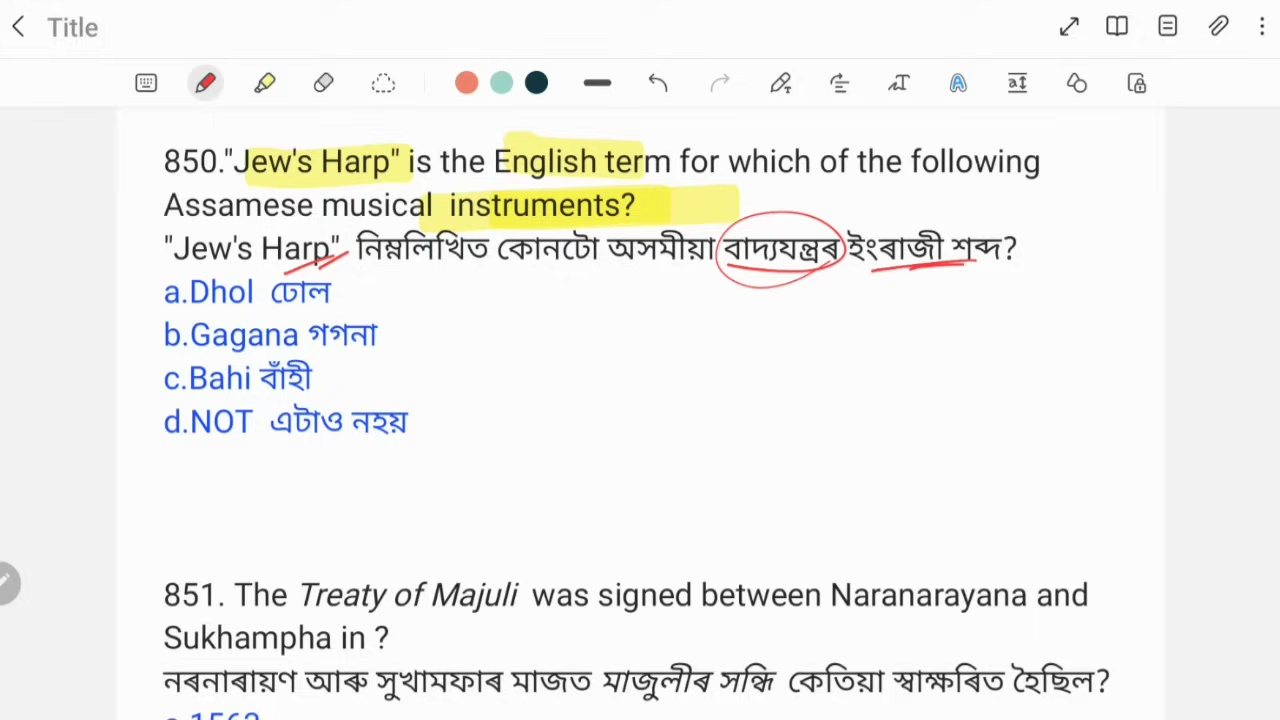 Title
850."Jew's Harp" is the English term for which of the following
Assamese musical instruments?
"Jew's Harp" নিম্নলিখিত কোনটো অসমীয়া বাদ্যযন্ত্ৰৰ ইংৰাজী শব্দ?
a.Dhol ঢোল
b.Gagana গগনা
c.Bahi বাঁহী
d.NOT এটাও নহয়
851. The Treaty of Majuli was signed between Naranarayana and
Sukhampha in ?
নৰনাৰায়ণ আৰু সুখামফাৰ মাজত মাজুলীৰ সন্ধি কেতিয়া স্বাক্ষৰিত হৈছিল?